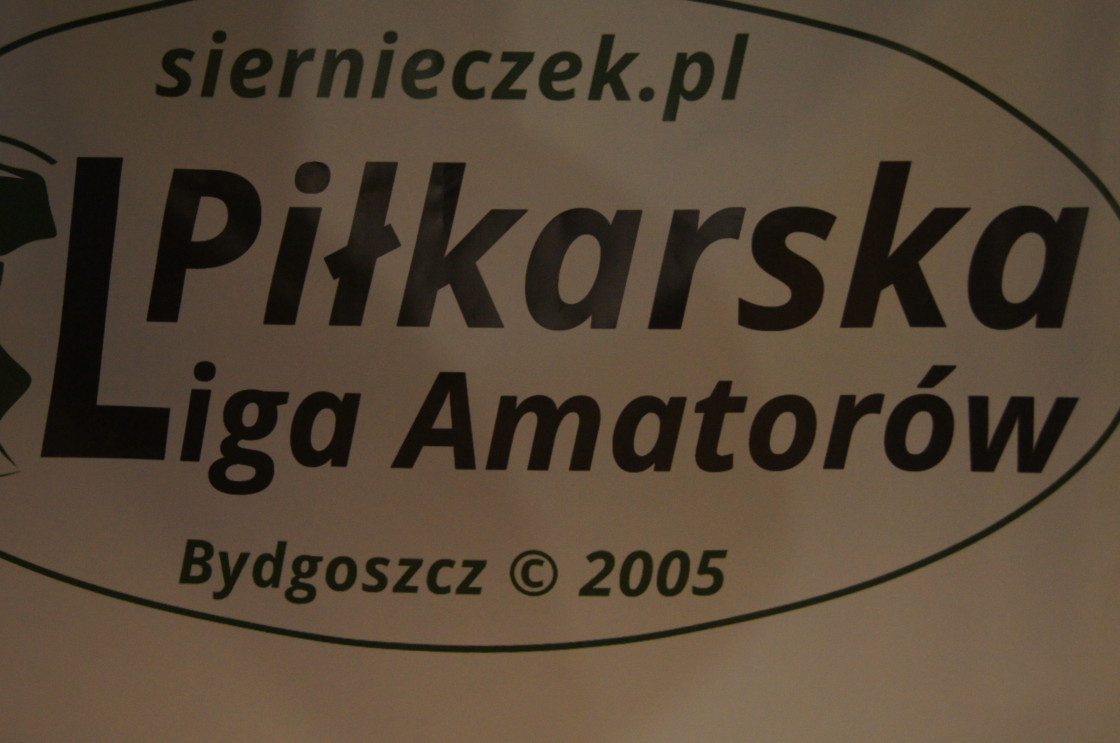 siernieczek.pl
Piłkarska
Liga Amatorów
Bydgoszcz © 2005